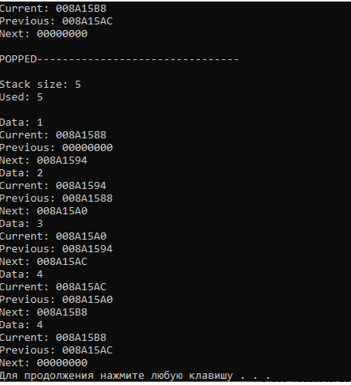 Current: 008A15B8
Previous: 008A15AC
Next: 00000000
POPPED--------------------------------
Stack size: 5
Used: 5
Data: 1
Current: 008A1588
Previous: 00000000
Next: 008A1594
Data: 2
Current: 008A1594
Previous: 008A1588
Next: 008A15A0
Data: 3
Current: 008A15A0
Previous: 008A1594
Next: 008A15AC
Data: 4
Current: 008A15AC
Previous: 008A15A0
Next: 008A15B8
Data: 4
Current: 008A15B8
Previous: 008A15AC
Next: 00000000
Для продолжения нажмите любую клавишу . . .